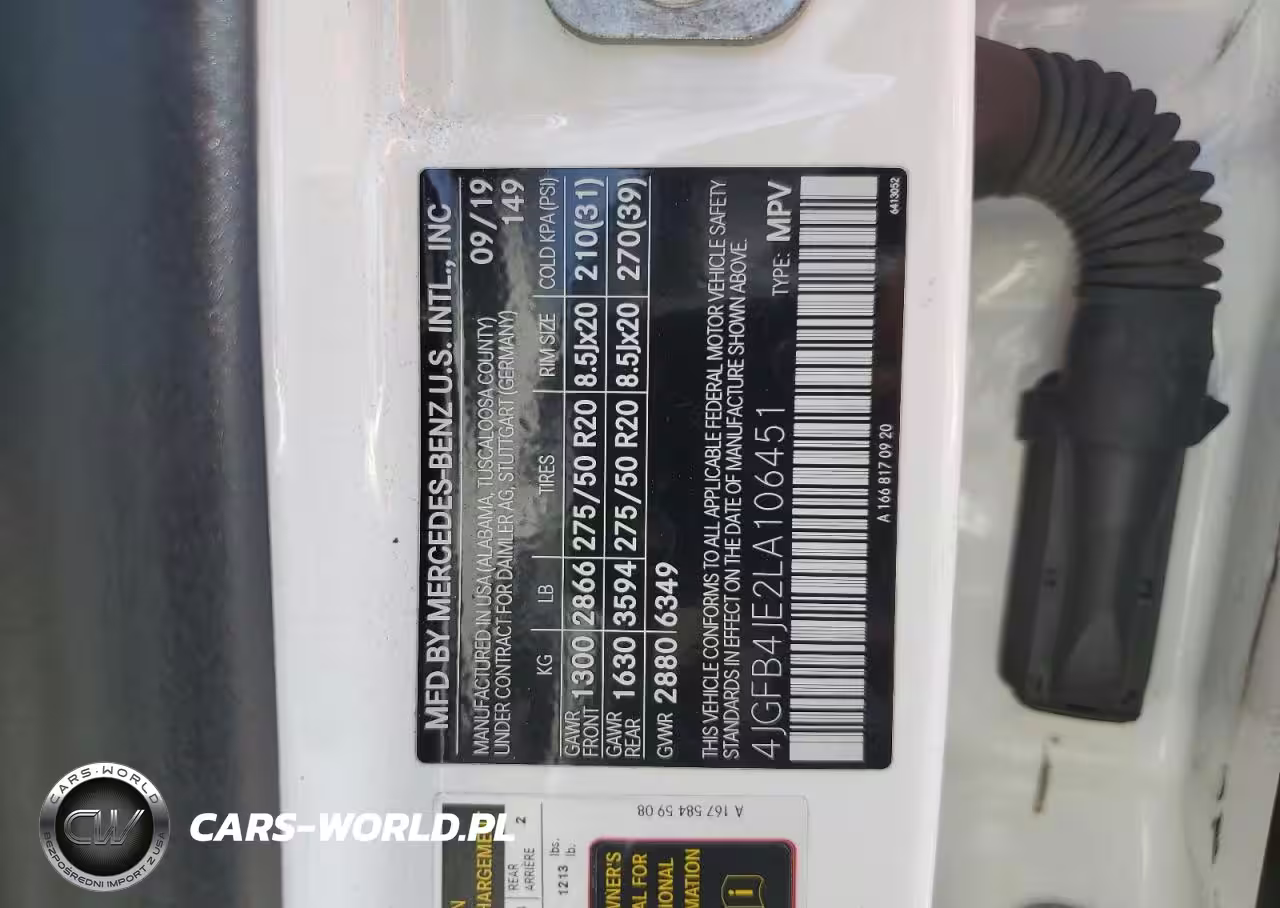 MFD BY MERCEDES-BENZ U.S. INTL., INC
MANUFACTURED IN USA (ALABAMA, TUSCALOOSA COUNTY) 09/19
UNDER CONTRACT FOR DAIMLER AG, STUTTGART (GERMANY) 149
KG LB TIRES RIM SIZE COLD KPA (PSI)
GAWR FRONT 1300 2866 275/50 R20 8.5Jx20 210(31)
GAWR REAR 1630 3594 275/50 R20 8.5Jx20 270(39)
GVWR 2880 6349
THIS VEHICLE CONFORMS TO ALL APPLICABLE FEDERAL MOTOR VEHICLE SAFETY
STANDARDS IN EFFECT ON THE DATE OF MANUFACTURE SHOWN ABOVE.
4JGFB4JE2LA106451 TYPE: MPV
A 166 817 09 20 6413052
A 167 584 59 08
REAR 2
ARRIÈRE
1213 lbs.
lb.
CARS-WORLD
CW
BEZPOŚREDNI IMPORT Z USA
CARS-WORLD.PL